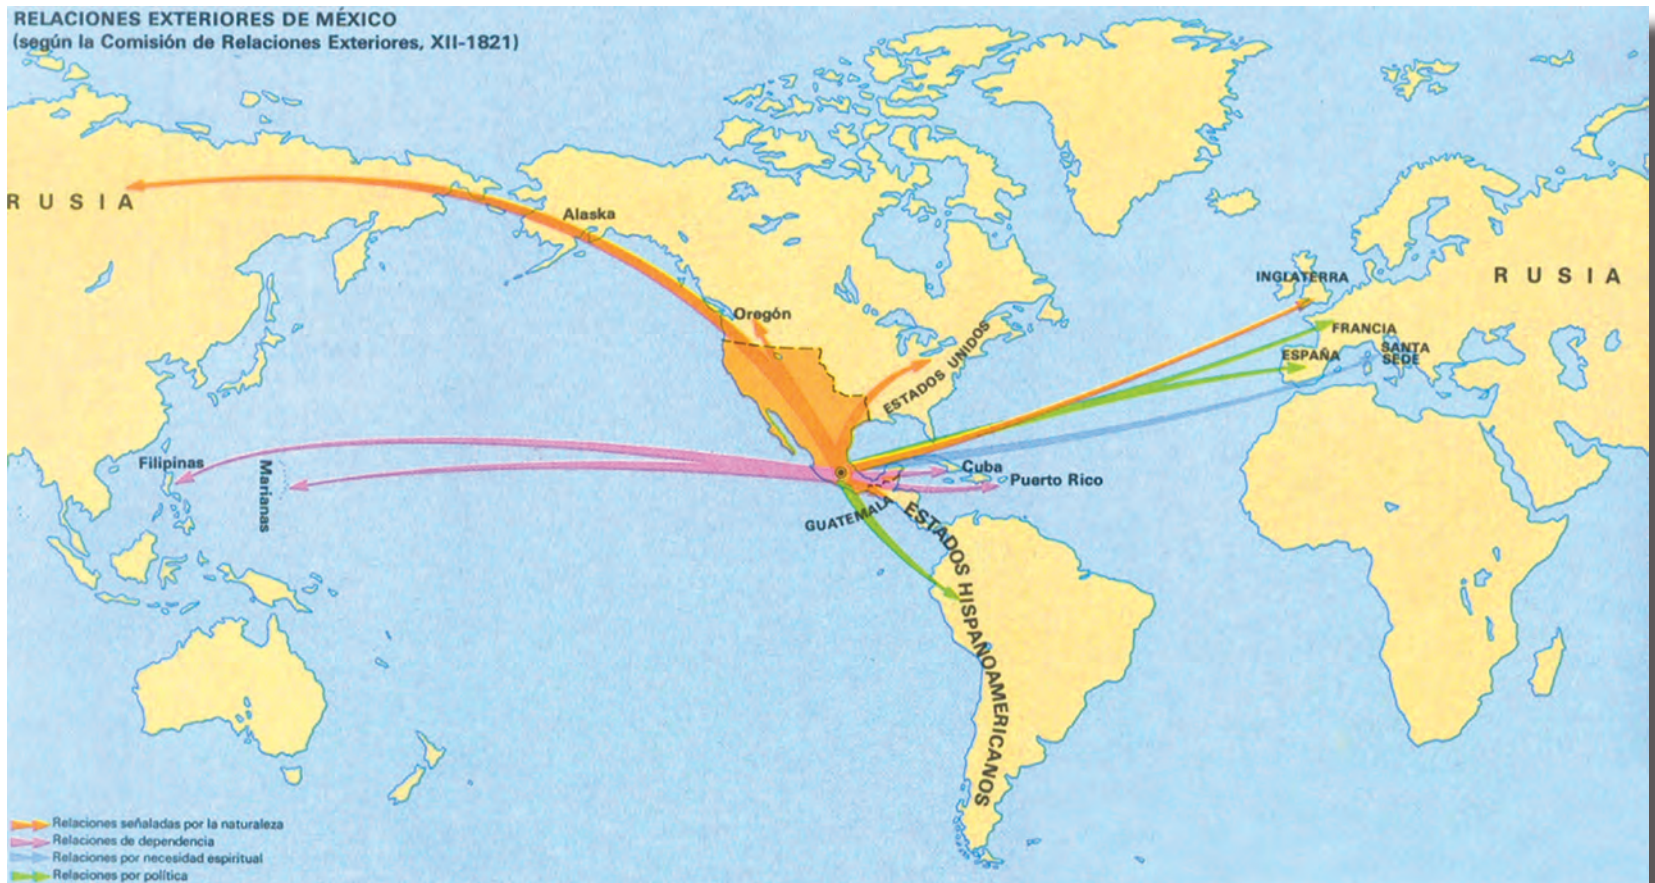 RELACIONES EXTERIORES DE MÉXICO
(según la Comisión de Relaciones Exteriores, XII-1821)
RUSIA
Alaska
Oregón
ESTADOS UNIDOS
INGLATERRA
RUSIA
FRANCIA
ESPAÑA
SANTA
SEDE
Filipinas
Marianas
Cuba
Puerto Rico
GUATEMALA
ESTADOS HISPANOAMERICANOS
Relaciones señaladas por la naturaleza
Relaciones de dependencia
Relaciones por necesidad espiritual
Relaciones por política